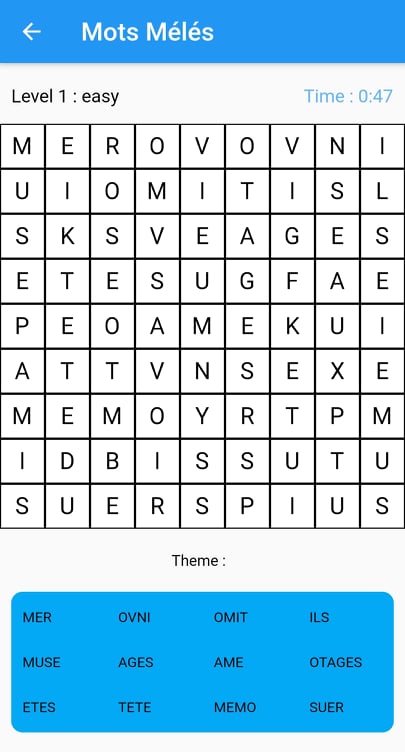 Mots Mélés
Level 1 : easy Time : 0:47
M E R O V O V N I
U I O M I T I S L
S K S V E A G E S
E T E S U G F A E
P E O A M E K U I
A T T V N S E X E
M E M O Y R T P M
I D B I S S U T U
S U E R S P I U S
Theme :
MER OVNI OMIT ILS
MUSE AGES AME OTAGES
ETES TETE MEMO SUER